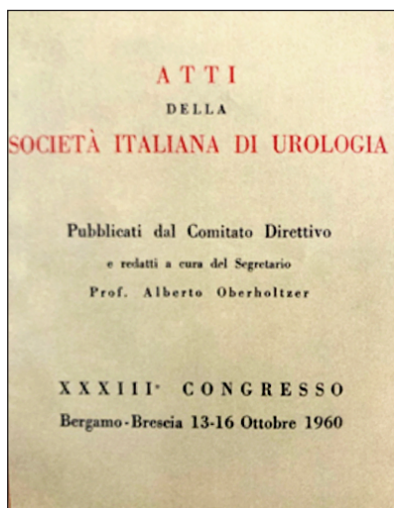 ATTI
DELLA
SOCIETÀ ITALIANA DI UROLOGIA
Pubblicati dal Comitato Direttivo
e redatti a cura del Segretario
Prof. Alberto Oberholtzer
XXXIII° CONGRESSO
Bergamo-Brescia 13-16 Ottobre 1960